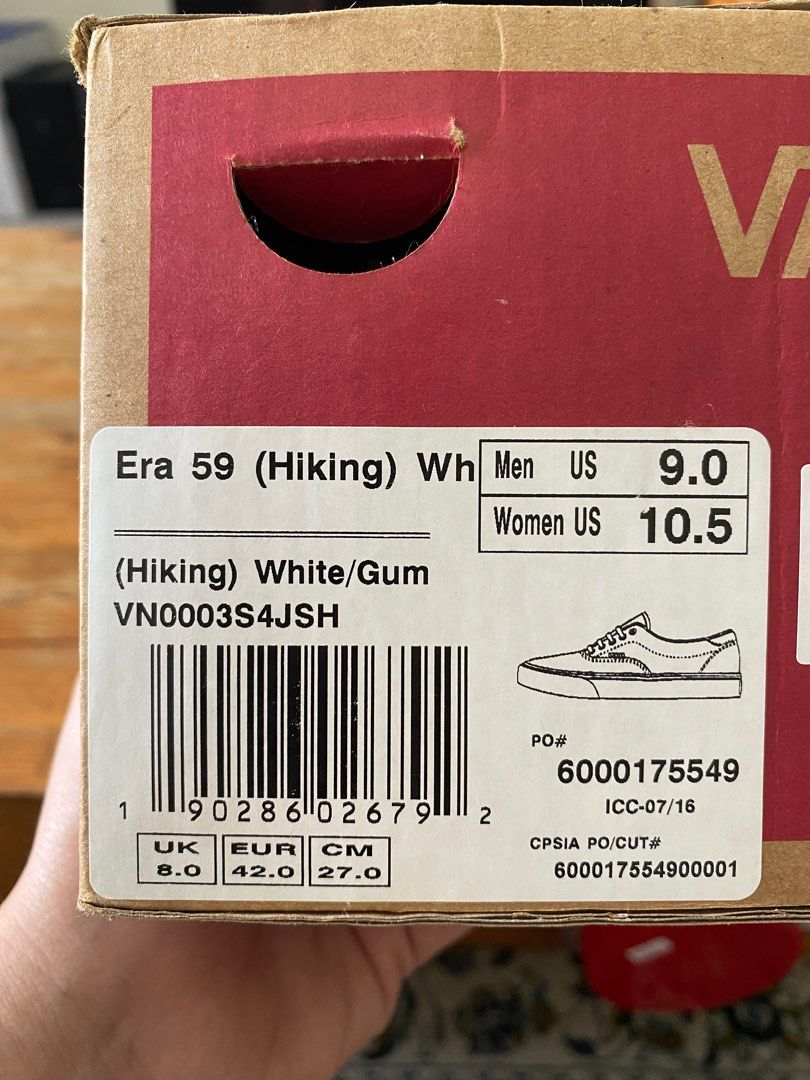 VA
Era 59 (Hiking) Wh
Men US 9.0
Women US 10.5
(Hiking) White/Gum
VN0003S4JSH
1 90286 02679 2
UK 8.0
EUR 42.0
CM 27.0
PO#
6000175549
ICC-07/16
CPSIA PO/CUT#
600017554900001